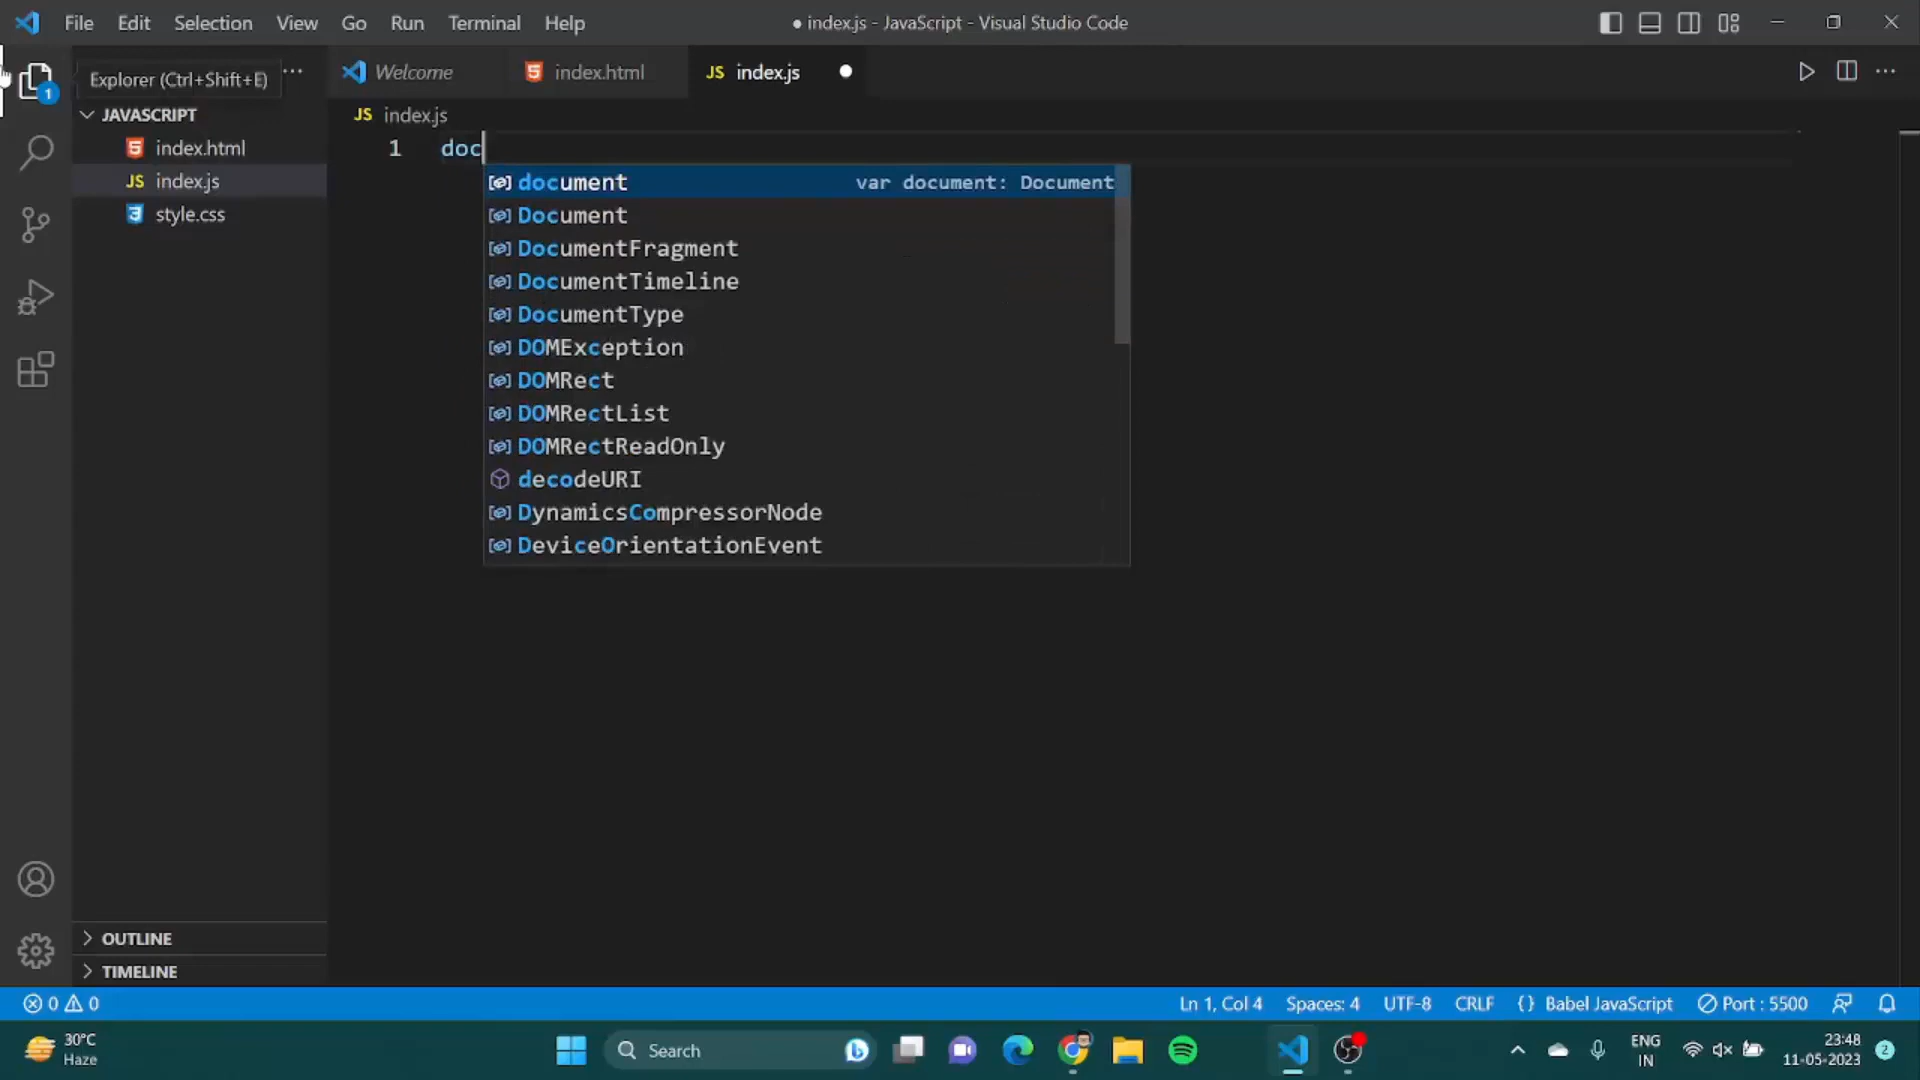 File Edit Selection View Go Run Terminal Help
● index.js - JavaScript - Visual Studio Code
Explorer (Ctrl+Shift+E) ...
1
Welcome
index.html
JS index.js
JAVASCRIPT
index.html
JS index.js
style.css
JS index.js
1 doc
document var document: Document
Document
DocumentFragment
DocumentTimeline
DocumentType
DOMException
DOMRect
DOMRectList
DOMRectReadOnly
decodeURI
DynamicsCompressorNode
DeviceOrientationEvent
OUTLINE
TIMELINE
0 0
Ln 1, Col 4 Spaces: 4 UTF-8 CRLF {} Babel JavaScript Port : 5500
30°C
Haze
Search
ENG
IN
23:48
11-05-2023
2